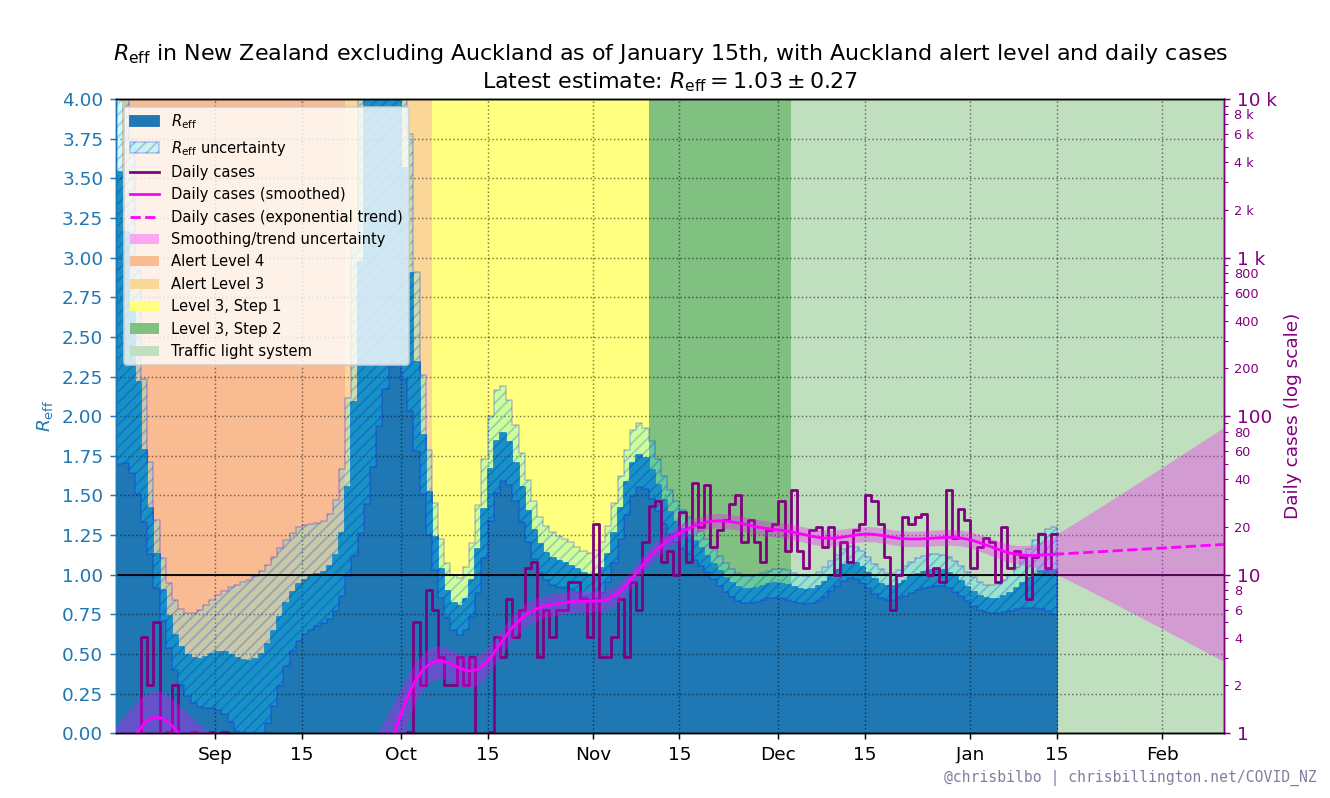 Reff in New Zealand excluding Auckland as of January 15th, with Auckland alert level and daily cases
Latest estimate: Reff = 1.03 ± 0.27
4.00
3.75
3.50
3.25
3.00
2.75
2.50
2.25
2.00
1.75
1.50
1.25
1.00
0.75
0.50
0.25
0.00
Reff
Reff
Reff uncertainty
Daily cases
Daily cases (smoothed)
Daily cases (exponential trend)
Smoothing/trend uncertainty
Alert Level 4
Alert Level 3
Level 3, Step 1
Level 3, Step 2
Traffic light system
10 k
8 k
6 k
4 k
2 k
1 k
800
600
400
200
100
80
60
40
20
10
8
6
4
2
1
Daily cases (log scale)
Sep 15 Oct 15 Nov 15 Dec 15 Jan 15 Feb
@chrisbilbo | chrisbillington.net/COVID_NZ